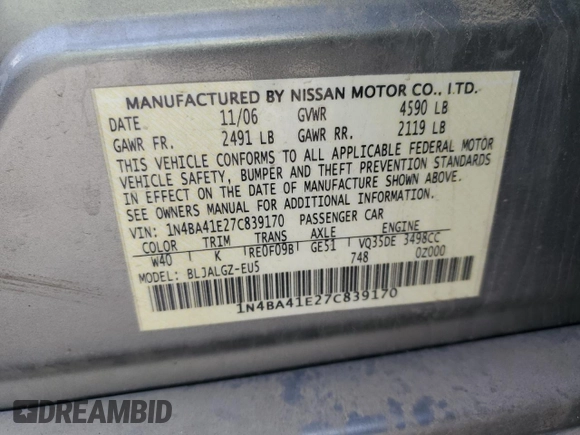 MANUFACTURED BY NISSAN MOTOR CO., LTD.
DATE 11/06 GVWR 4590 LB
GAWR FR. 2491 LB GAWR RR. 2119 LB
THIS VEHICLE CONFORMS TO ALL APPLICABLE FEDERAL MOTOR
VEHICLE SAFETY, BUMPER AND THEFT PREVENTION STANDARDS
IN EFFECT ON THE DATE OF MANUFACTURE SHOWN ABOVE.
SEE OWNERS MANUAL FOR ADDITIONAL INFORMATION.
VIN: 1N4BA41E27C839170 PASSENGER CAR
COLOR TRIM TRANS AXLE ENGINE
W40 K RE0F09B GE51 VQ35DE 3498CC
MODEL: BLJALGZ-EU5 748 0Z000
1N4BA41E27C839170
DREAMBID